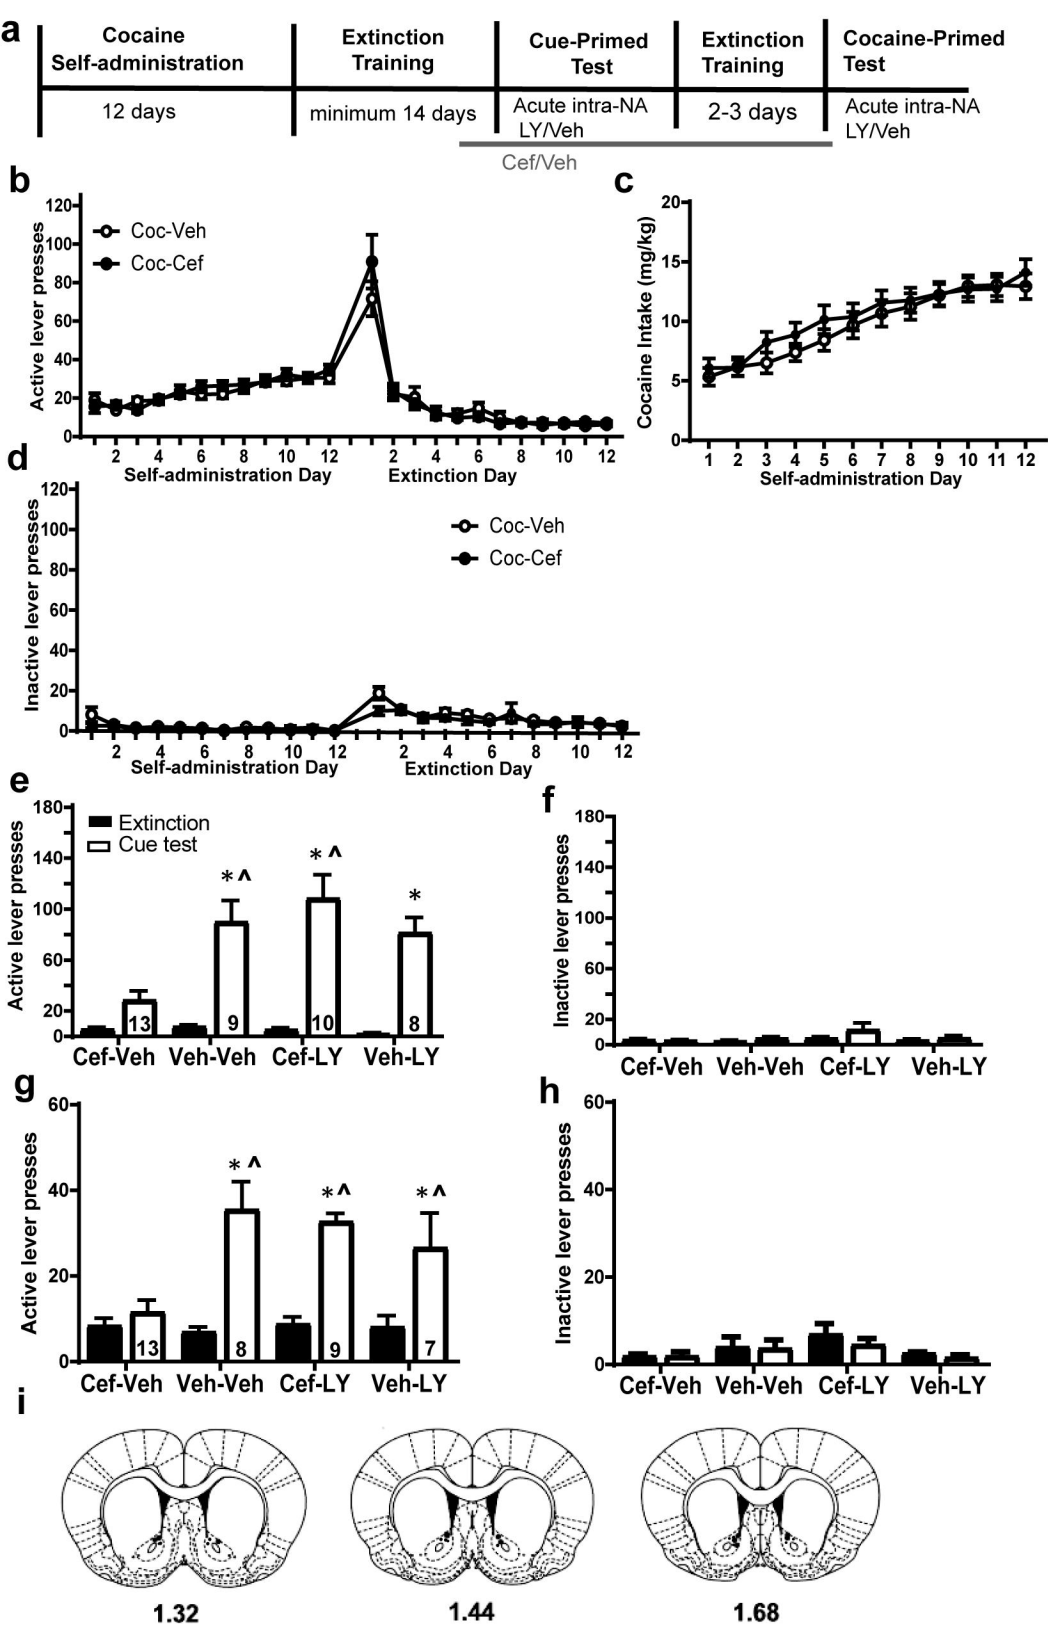 a
Cocaine
Self-administration
Extinction
Training
Cue-Primed
Test
Extinction
Training
Cocaine-Primed
Test
12 days
minimum 14 days
Acute intra-NA
LY/Veh
2-3 days
Acute intra-NA
LY/Veh
Cef/Veh
b
Active lever presses
120
100
80
60
40
20
0
Coc-Veh
Coc-Cef
2 4 6 8 10 12 2 4 6 8 10 12
Self-administration Day Extinction Day
c
Cocaine Intake (mg/kg)
20
15
10
5
0
1 2 3 4 5 6 7 8 9 10 11 12
Self-administration Day
d
Inactive lever presses
120
100
80
60
40
20
0
Coc-Veh
Coc-Cef
2 4 6 8 10 12 2 4 6 8 10 12
Self-administration Day Extinction Day
e
Active lever presses
180
140
100
60
20
0
Extinction
Cue test
*^ *^ *
13 9 10 8
Cef-Veh Veh-Veh Cef-LY Veh-LY
f
Inactive lever presses
180
140
100
60
20
0
Cef-Veh Veh-Veh Cef-LY Veh-LY
g
Active lever presses
60
40
20
0
*^ *^ *^
13 8 9 7
Cef-Veh Veh-Veh Cef-LY Veh-LY
h
Inactive lever presses
60
40
20
0
Cef-Veh Veh-Veh Cef-LY Veh-LY
i
1.32 1.44 1.68